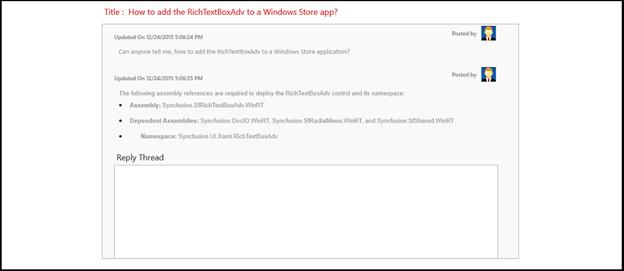 Title : How to add the RichTextBoxAdv to a Windows Store app?
Updated On 12/24/2015 5:06:24 PM
Posted by
Can anyone tell me, how to add the RichTextBoxAdv to a Windows Store application?
Updated On 12/24/2015 5:06:35 PM
Posted by
The following assembly references are required to deploy the RichTextBoxAdv control and its namespace:
• Assembly: Syncfusion.SfRichTextBoxAdv.WinRT
• Dependent Assemblies: Syncfusion.DocIO.WinRT, Syncfusion.SfRadialMenu.WinRT, and Syncfusion.SfShared.WinRT
• Namespace: Syncfusion.UI.Xaml.RichTextBoxAdv
Reply Thread